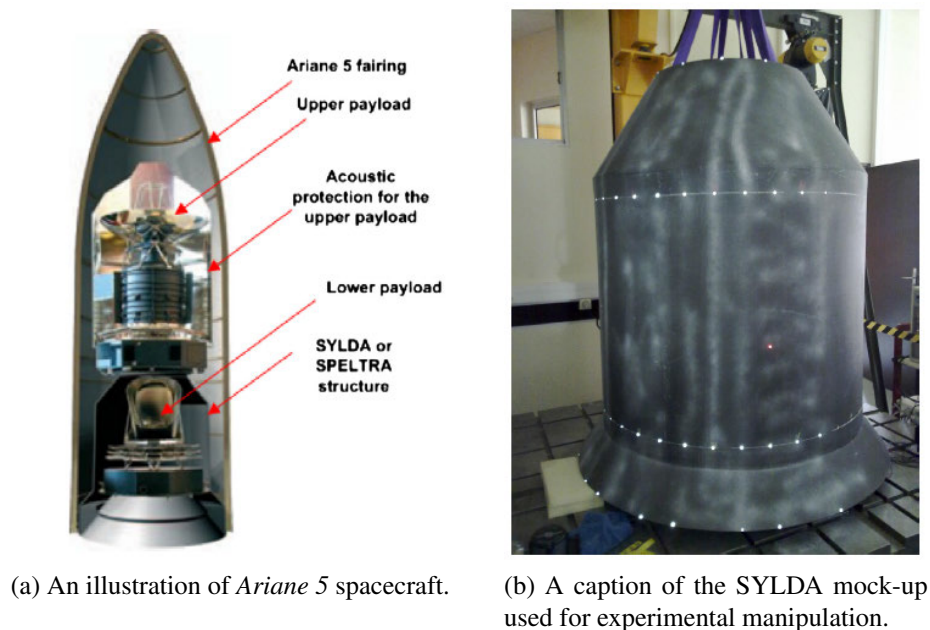 Ariane 5 fairing
Upper payload
Acoustic
protection for the
upper payload
Lower payload
SYLDA or
SPELTRA
structure
(a) An illustration of Ariane 5 spacecraft.
(b) A caption of the SYLDA mock-up
used for experimental manipulation.